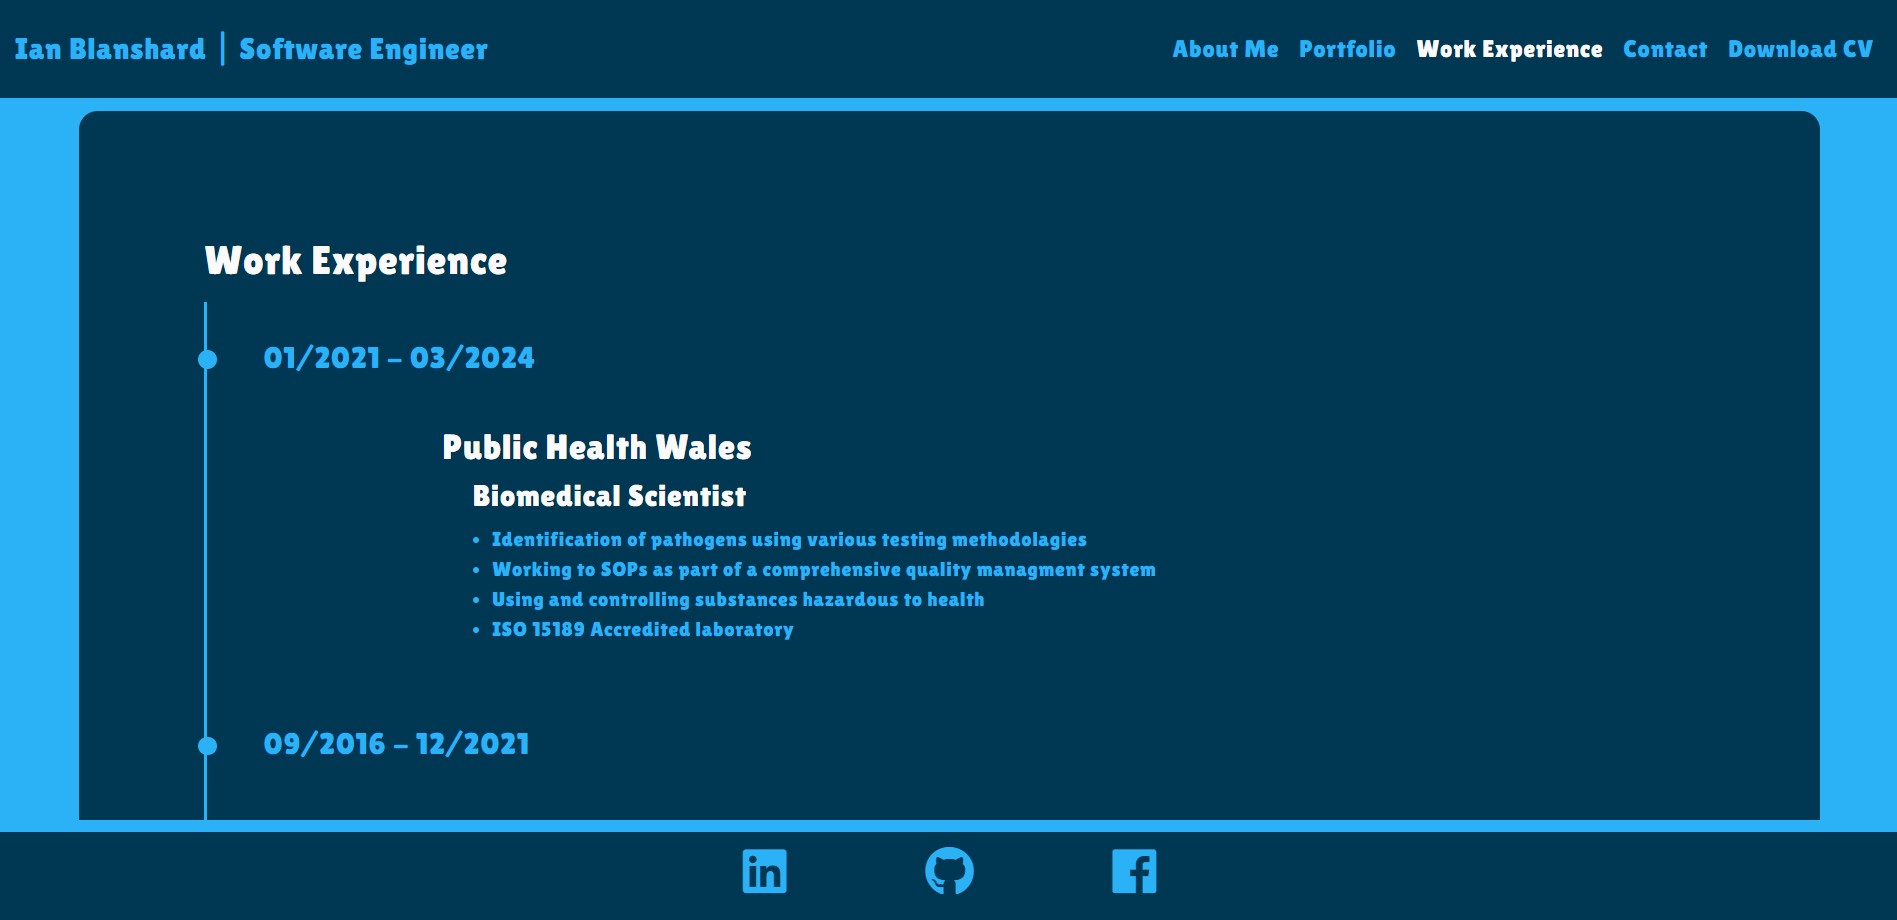 Ian Blanshard | Software Engineer
About Me Portfolio Work Experience Contact Download CV
Work Experience
01/2021 – 03/2024
Public Health Wales
Biomedical Scientist
• Identification of pathogens using various testing methodolagies
• Working to SOPs as part of a comprehensive quality managment system
• Using and controlling substances hazardous to health
• ISO 15189 Accredited laboratory
09/2016 – 12/2021
in